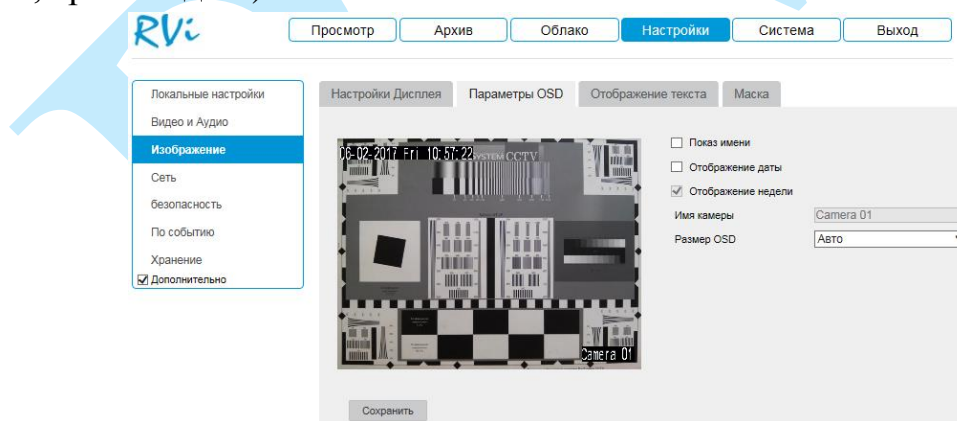 RVi
Просмотр Архив Облако Настройки Система Выход
Локальные настройки
Видео и Аудио
Изображение
Сеть
безопасность
По событию
Хранение
Дополнительно
Настройки Дисплея Параметры OSD Отображение текста Маска
06-02-2017 Fri 10:57:22
SYSTEM CCTV
Camera 01
Показ имени
Отображение даты
Отображение недели
Имя камеры Camera 01
Размер OSD Авто
Сохранить